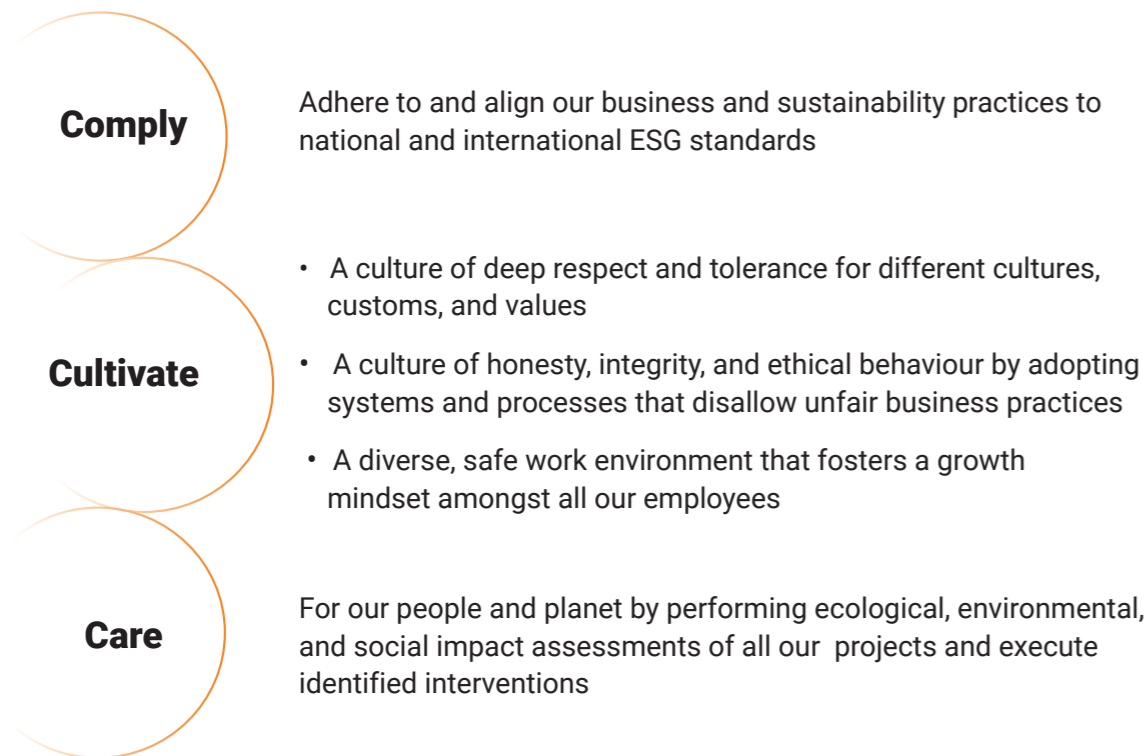 Comply
Adhere to and align our business and sustainability practices to
national and international ESG standards
Cultivate
• A culture of deep respect and tolerance for different cultures,
customs, and values
• A culture of honesty, integrity, and ethical behaviour by adopting
systems and processes that disallow unfair business practices
• A diverse, safe work environment that fosters a growth
mindset amongst all our employees
Care
For our people and planet by performing ecological, environmental,
and social impact assessments of all our projects and execute
identified interventions